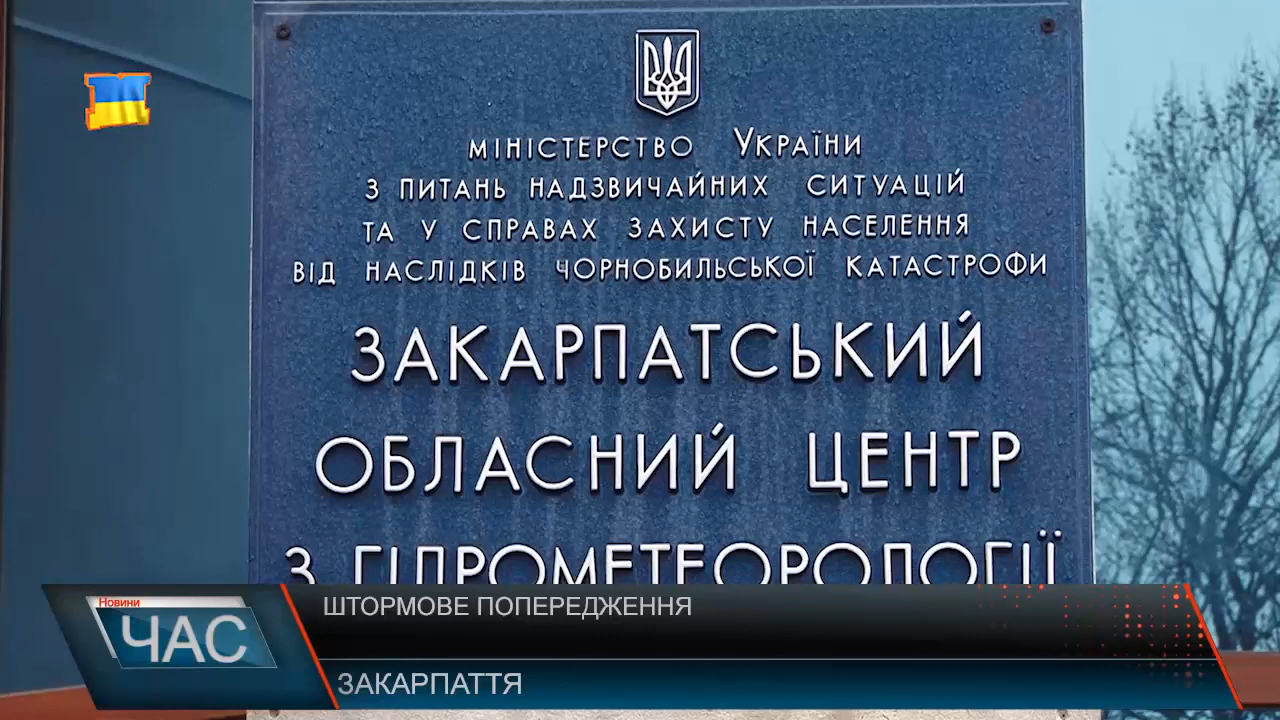 МІНІСТЕРСТВО УКРАЇНИ
З ПИТАНЬ НАДЗВИЧАЙНИХ СИТУАЦІЙ
ТА У СПРАВАХ ЗАХИСТУ НАСЕЛЕННЯ
ВІД НАСЛІДКІВ ЧОРНОБИЛЬСЬКОЇ КАТАСТРОФИ
ЗАКАРПАТСЬКИЙ
ОБЛАСНИЙ ЦЕНТР
З ГІДРОМЕТЕОРОЛОГІЇ
Новини
ЧАС
ШТОРМОВЕ ПОПЕРЕДЖЕННЯ
ЗАКАРПАТТЯ